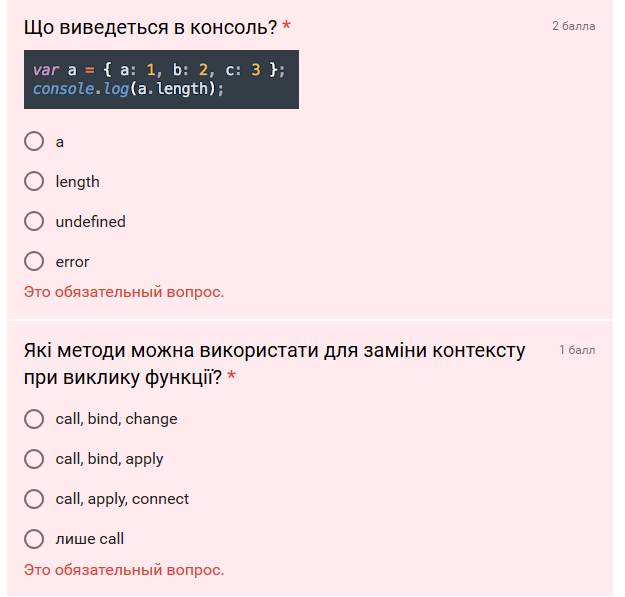 Що виведеться в консоль? *
2 балла
var a = { a: 1, b: 2, c: 3 };
console.log(a.length);
a
length
undefined
error
Это обязательный вопрос.
Які методи можна використати для заміни контексту
1 балл
при виклику функції? *
call, bind, change
call, bind, apply
call, apply, connect
лише call
Это обязательный вопрос.